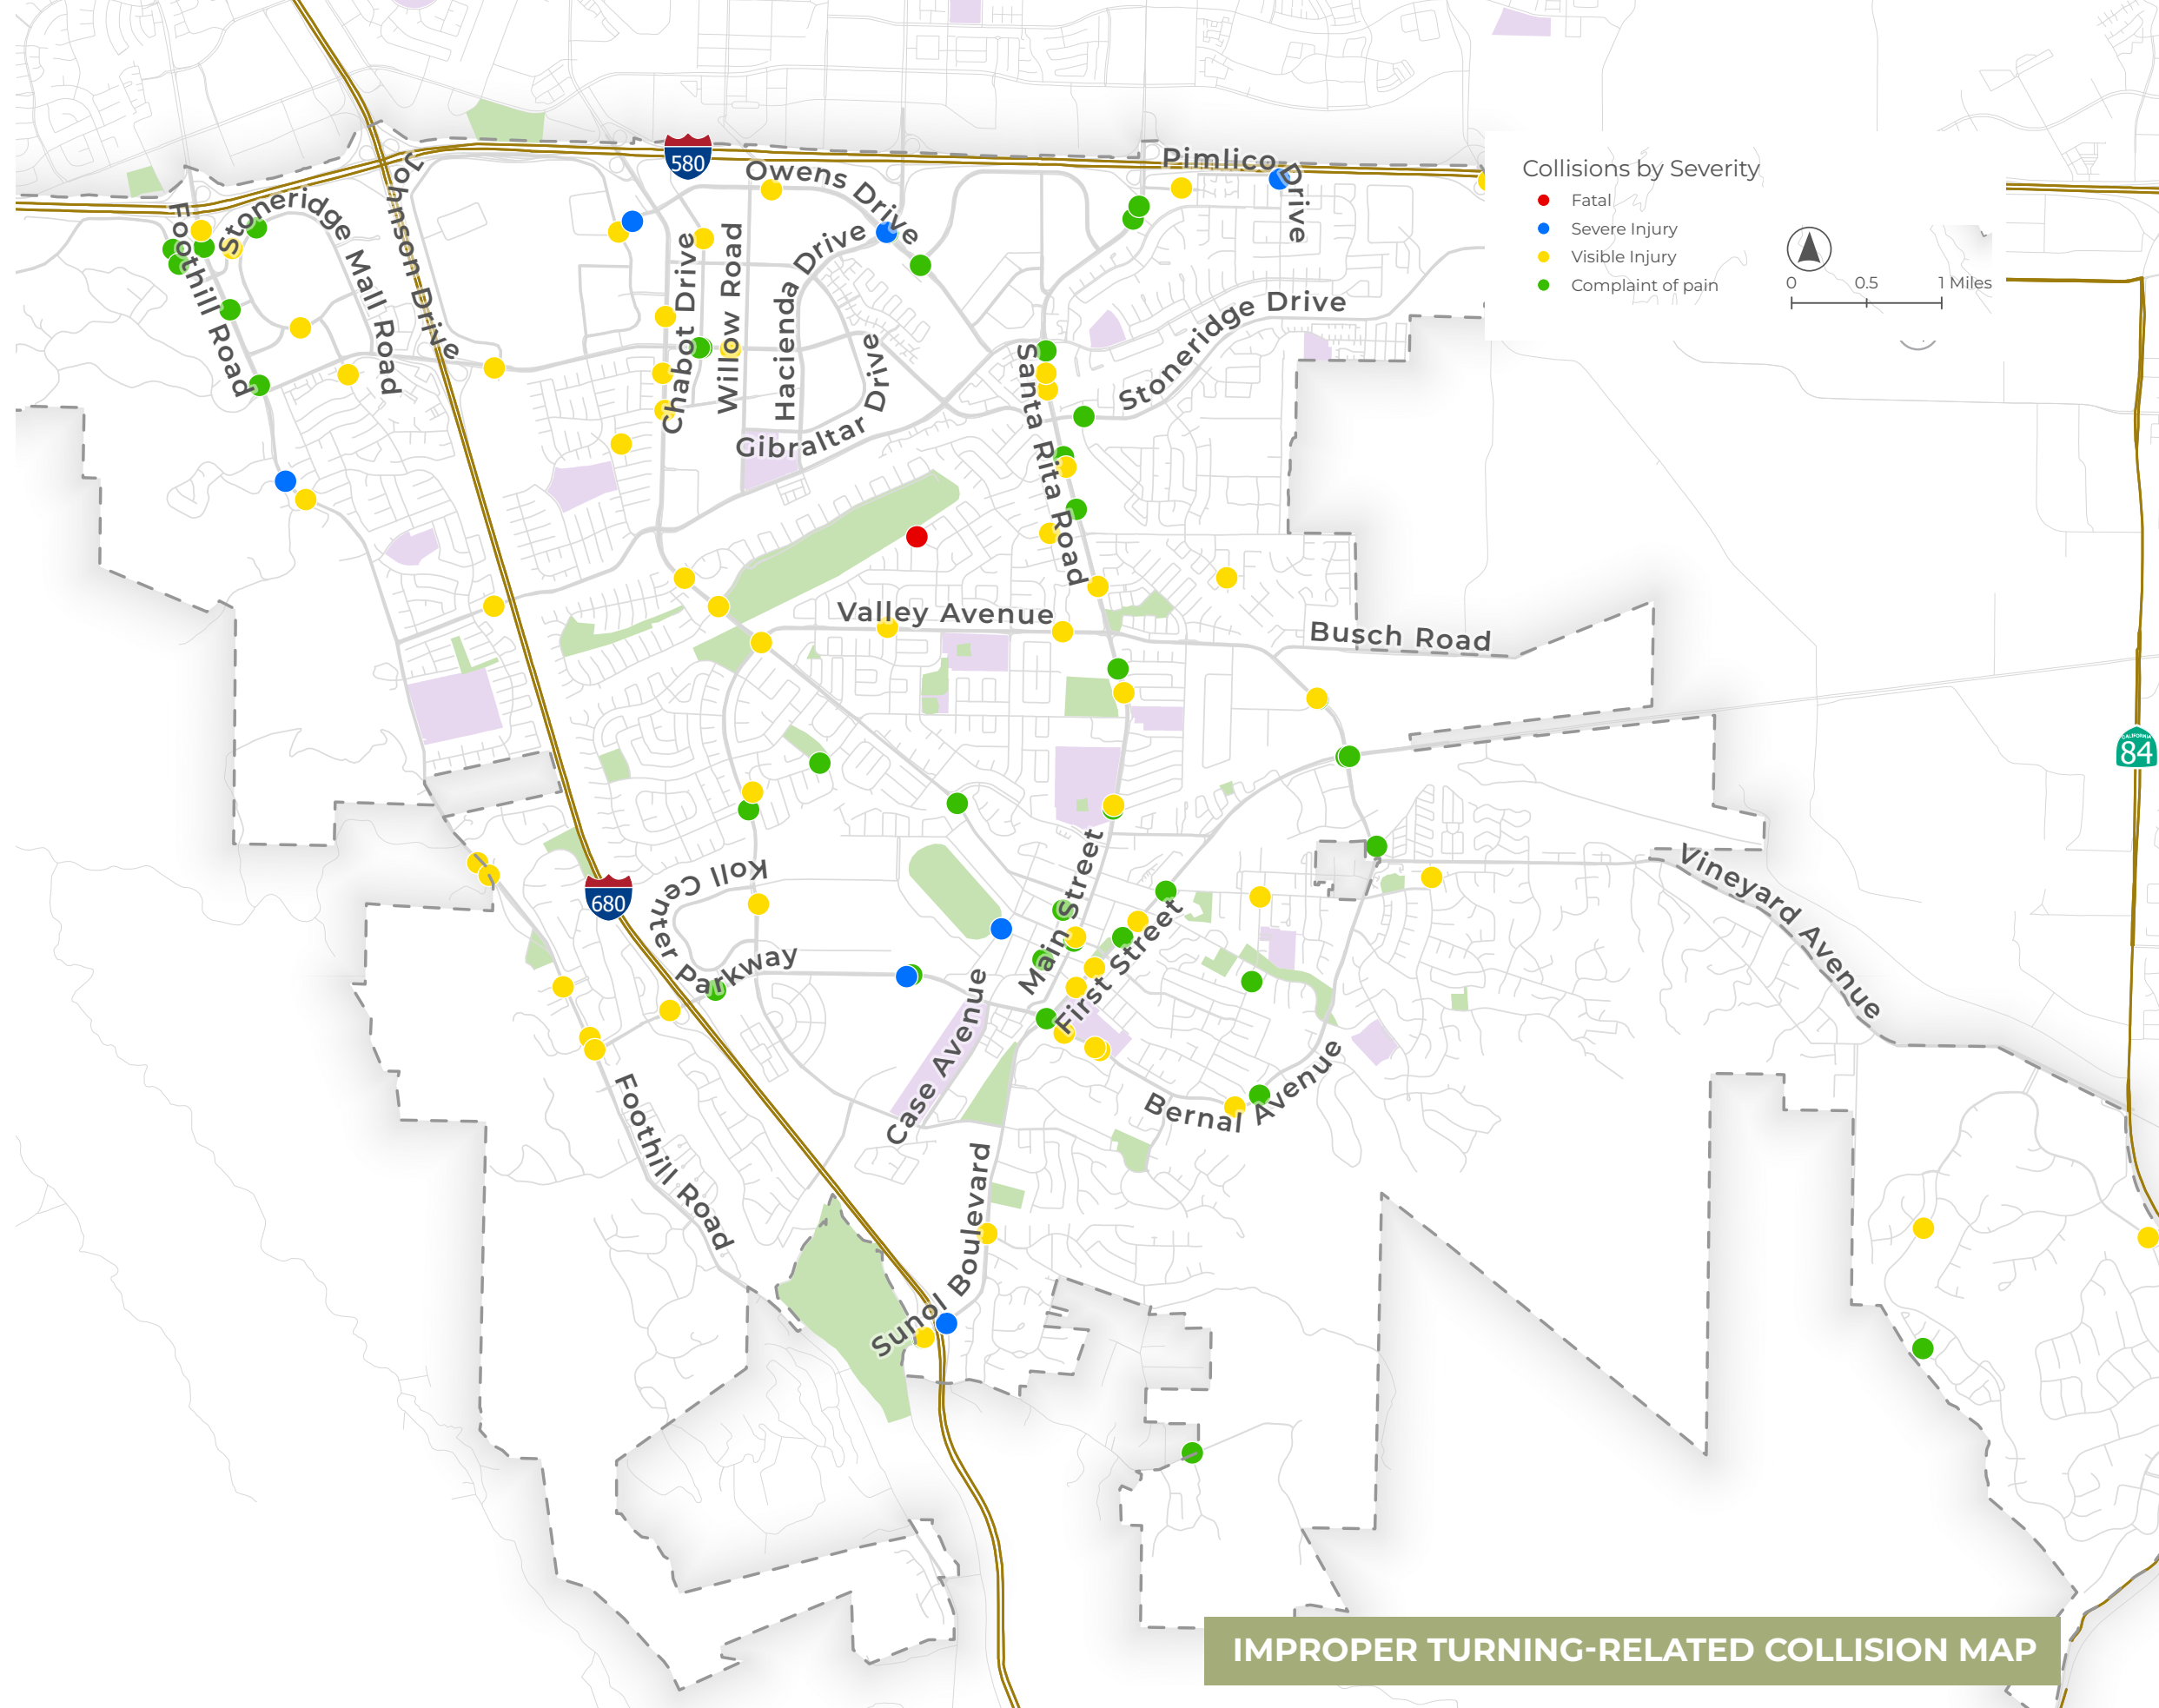 580
Pimlico Drive
Owens Drive
Collisions by Severity
Fatal
Severe Injury
Visible Injury
Complaint of pain
0 0.5 1 Miles
Johnson Drive
Stoneridge Mall Road
Foothill Road
Chabot Drive
Willow Road
Hacienda Drive
Gibraltar Drive
Stoneridge Drive
Santa Rita Road
Valley Avenue
Busch Road
CALIFORNIA
84
680
Koll Center Parkway
Main Street
First Street
Vineyard Avenue
Case Avenue
Bernal Avenue
Foothill Road
Sunol Boulevard
IMPROPER TURNING-RELATED COLLISION MAP